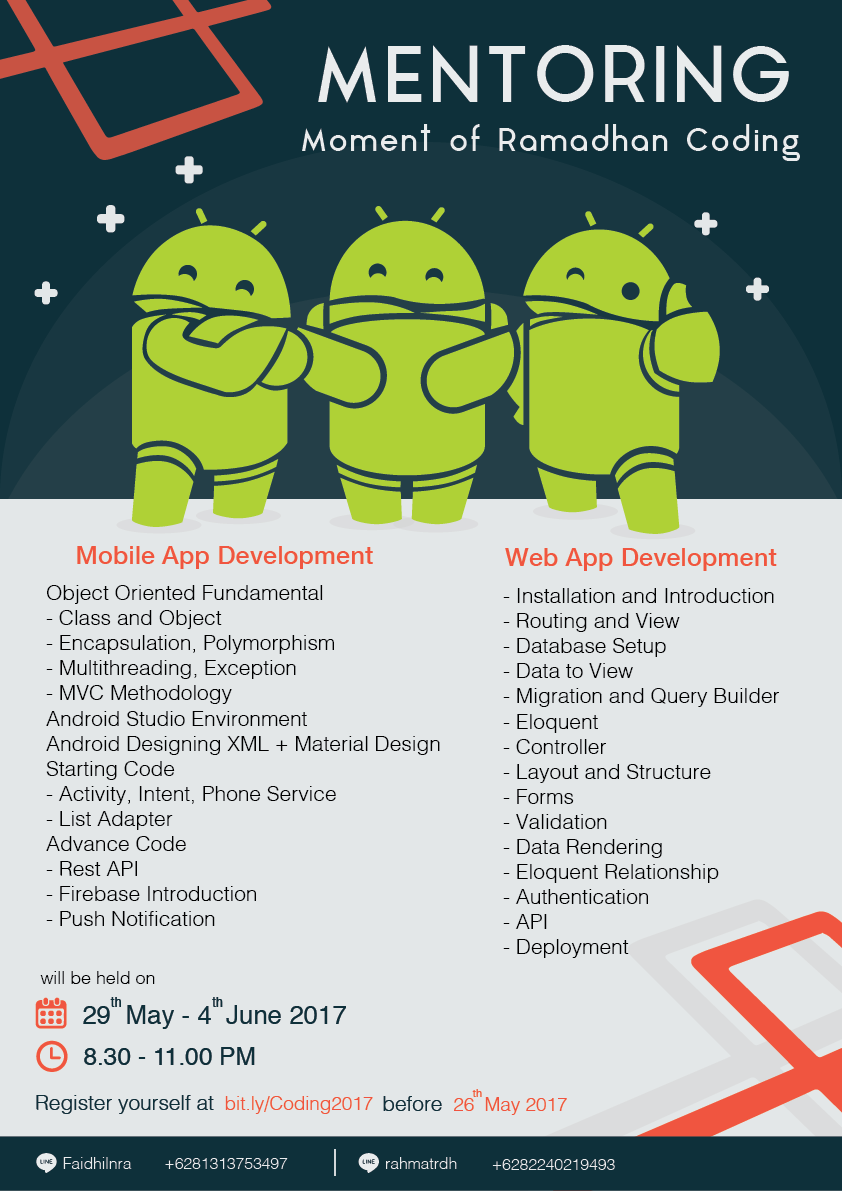 MENTORING
Moment of Ramadhan Coding
Mobile App Development
Object Oriented Fundamental
- Class and Object
- Encapsulation, Polymorphism
- Multithreading, Exception
- MVC Methodology
Android Studio Environment
Android Designing XML + Material Design
Starting Code
- Activity, Intent, Phone Service
- List Adapter
Advance Code
- Rest API
- Firebase Introduction
- Push Notification
Web App Development
- Installation and Introduction
- Routing and View
- Database Setup
- Data to View
- Migration and Query Builder
- Eloquent
- Controller
- Layout and Structure
- Forms
- Validation
- Data Rendering
- Eloquent Relationship
- Authentication
- API
- Deployment
will be held on
29th May - 4th June 2017
8.30 - 11.00 PM
Register yourself at bit.ly/Coding2017 before 26th May 2017
LINE Faidhilnra +6281313753497 LINE rahmatrdh +6282240219493